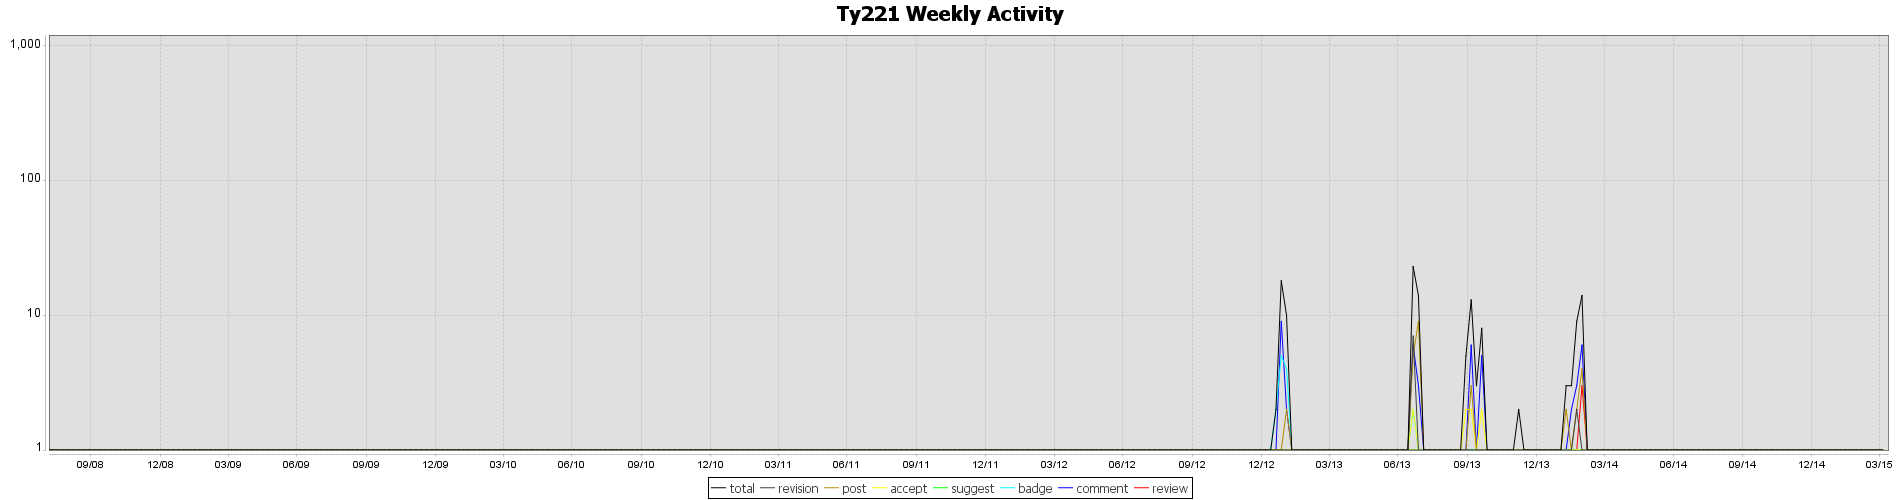 Ty221 Weekly Activity
1,000
100
10
1
09/08 12/08 03/09 06/09 09/09 12/09 03/10 06/10 09/10 12/10 03/11 06/11 09/11 12/11 03/12 06/12 09/12 12/12 03/13 06/13 09/13 12/13 03/14 06/14 09/14 12/14 03/15
total revision post accept suggest badge comment review